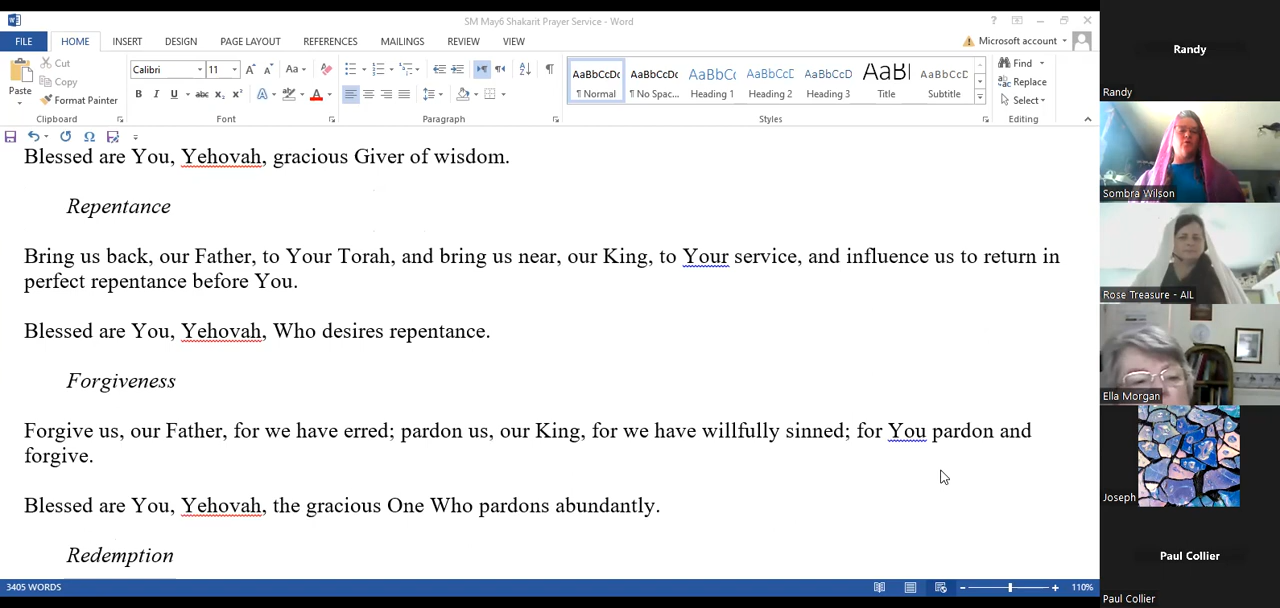 SM May6 Shakarit Prayer Service - Word
FILE HOME INSERT DESIGN PAGE LAYOUT REFERENCES MAILINGS REVIEW VIEW Microsoft account
Cut
Copy
Format Painter
Paste
Clipboard
Calibri 11
Font
Paragraph
AaBbCcDc AaBbCcDc AaBbCc AaBbCcD AaBbCcD AaB AaBbCcD
¶ Normal ¶ No Spac... Heading 1 Heading 2 Heading 3 Title Subtitle
Styles
Find
Replace
Select
Editing
Blessed are You, Yehovah, gracious Giver of wisdom.
Repentance
Bring us back, our Father, to Your Torah, and bring us near, our King, to Your service, and influence us to return in
perfect repentance before You.
Blessed are You, Yehovah, Who desires repentance.
Forgiveness
Forgive us, our Father, for we have erred; pardon us, our King, for we have willfully sinned; for You pardon and
forgive.
Blessed are You, Yehovah, the gracious One Who pardons abundantly.
Redemption
3405 WORDS
110%
Randy
Randy
Sombra Wilson
Rose Treasure - AIL
Ella Morgan
Joseph
Paul Collier
Paul Collier